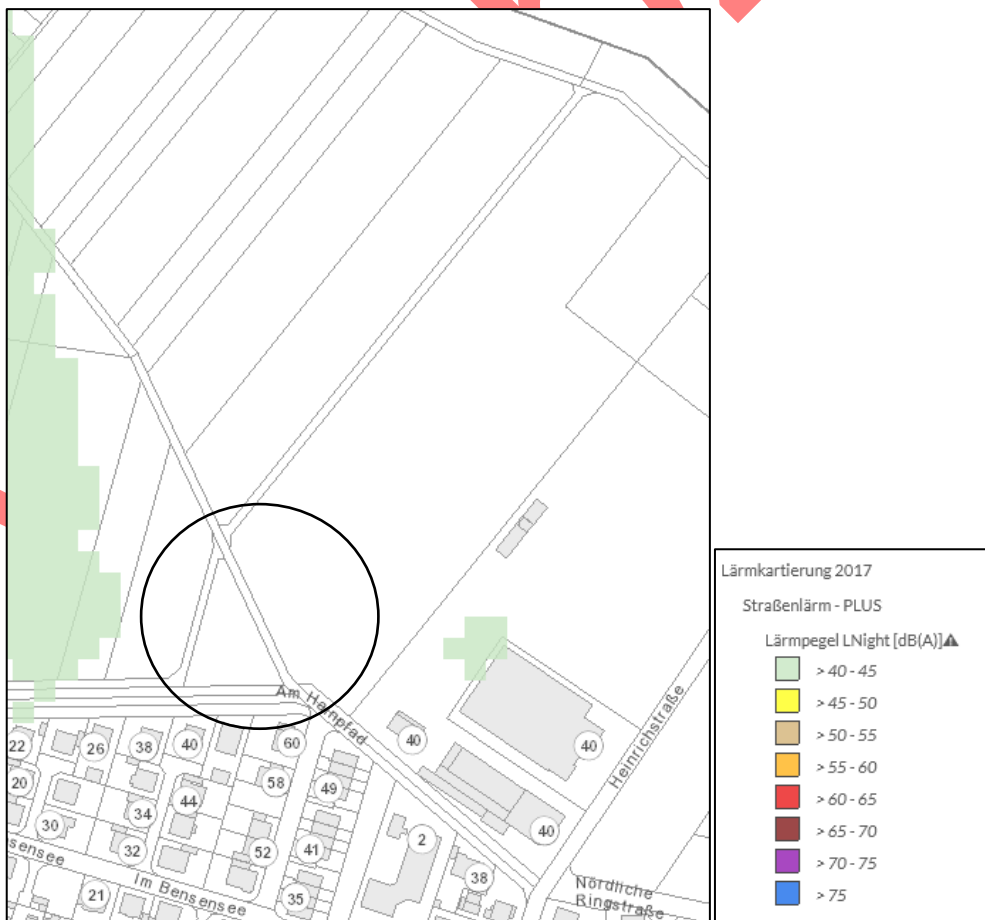 22
26
38
40
60
20
58
49
44
34
30
32
52
41
21
35
sensee
Im Bensensee
Am Hainpfad
40
40
40
2
38
Heinrichstraße
Nördliche
Ringstraße
Lärmkartierung 2017
Straßenlärm - PLUS
Lärmpegel LNight [dB(A)]
> 40 - 45
> 45 - 50
> 50 - 55
> 55 - 60
> 60 - 65
> 65 - 70
> 70 - 75
> 75